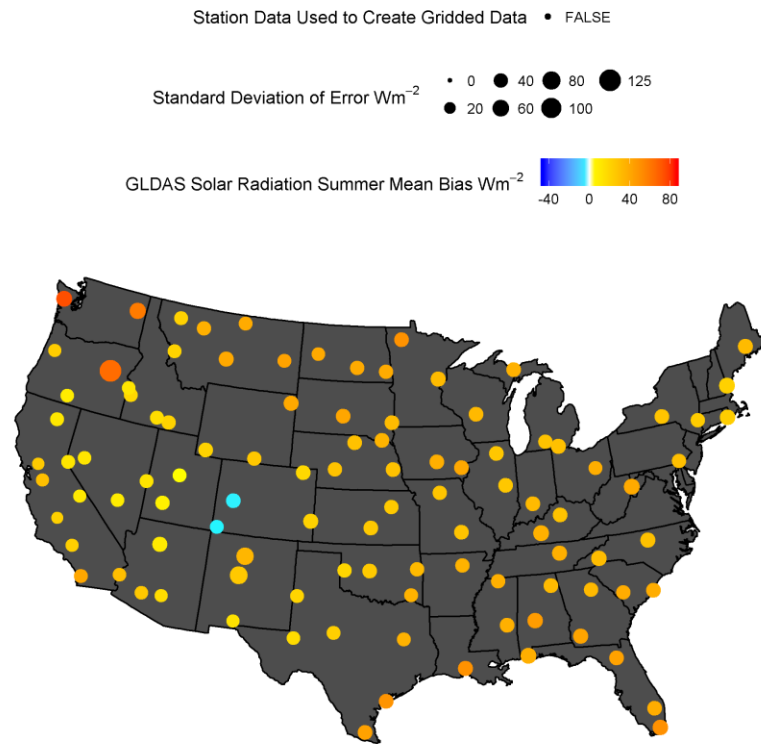 Station Data Used to Create Gridded Data • FALSE
Standard Deviation of Error Wm⁻² 0 40 80 125
20 60 100
GLDAS Solar Radiation Summer Mean Bias Wm⁻²
-40 0 40 80